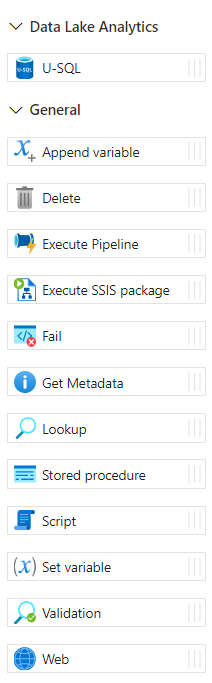 Data Lake Analytics
U-SQL
General
Append variable
Delete
Execute Pipeline
Execute SSIS package
Fail
Get Metadata
Lookup
Stored procedure
Script
(x) Set variable
Validation
Web